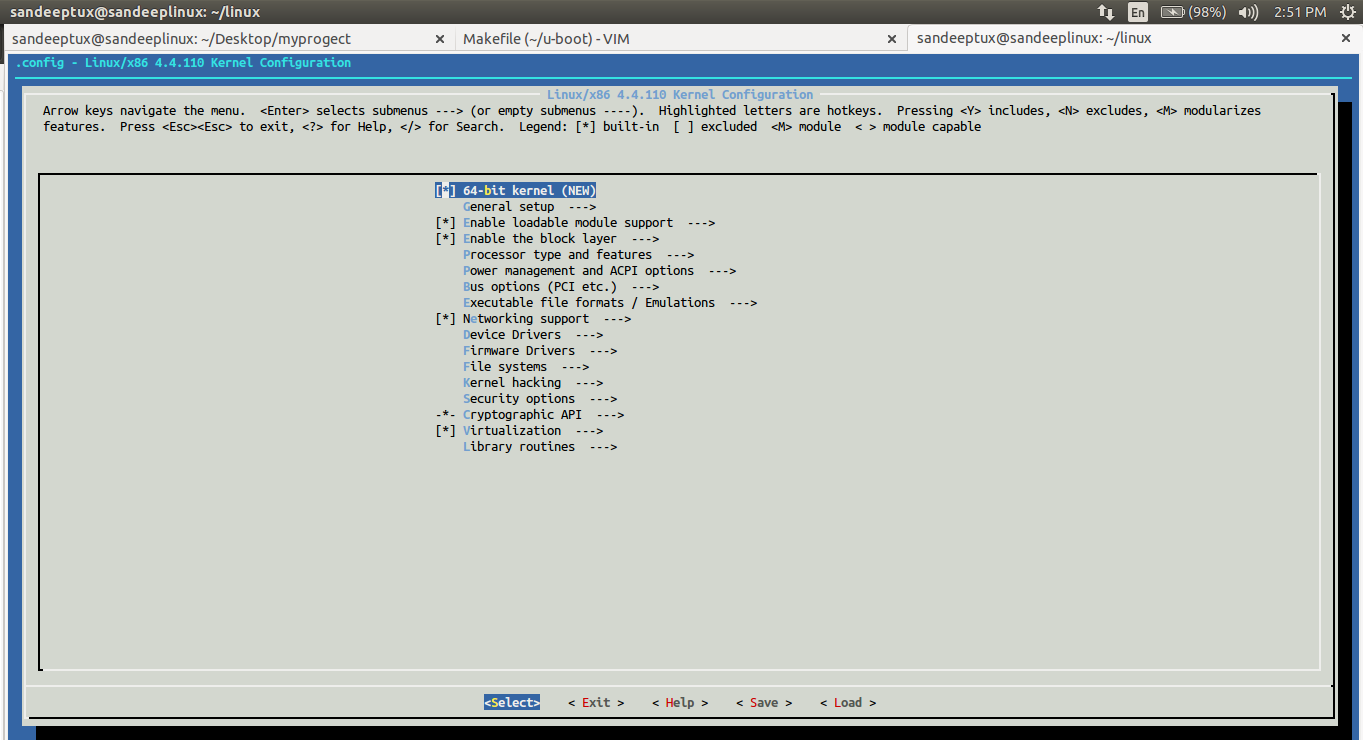 sandeeptux@sandeeplinux: ~/linux En (98%) 2:51 PM
sandeeptux@sandeeplinux: ~/Desktop/myprogect × Makefile (~/u-boot) - VIM × sandeeptux@sandeeplinux: ~/linux ×
.config - Linux/x86 4.4.110 Kernel Configuration
Linux/x86 4.4.110 Kernel Configuration
Arrow keys navigate the menu.  <Enter> selects submenus ---> (or empty submenus ----).  Highlighted letters are hotkeys.  Pressing <Y> includes, <N> excludes, <M> modularizes
features.  Press <Esc><Esc> to exit, <?> for Help, </> for Search.  Legend: [*] built-in  [ ] excluded  <M> module  < > module capable
[*] 64-bit kernel (NEW)
General setup  --->
[*] Enable loadable module support  --->
[*] Enable the block layer  --->
Processor type and features  --->
Power management and ACPI options  --->
Bus options (PCI etc.)  --->
Executable file formats / Emulations  --->
[*] Networking support  --->
Device Drivers  --->
Firmware Drivers  --->
File systems  --->
Kernel hacking  --->
Security options  --->
-*- Cryptographic API  --->
[*] Virtualization  --->
Library routines  --->
<Select>    < Exit >    < Help >    < Save >    < Load >